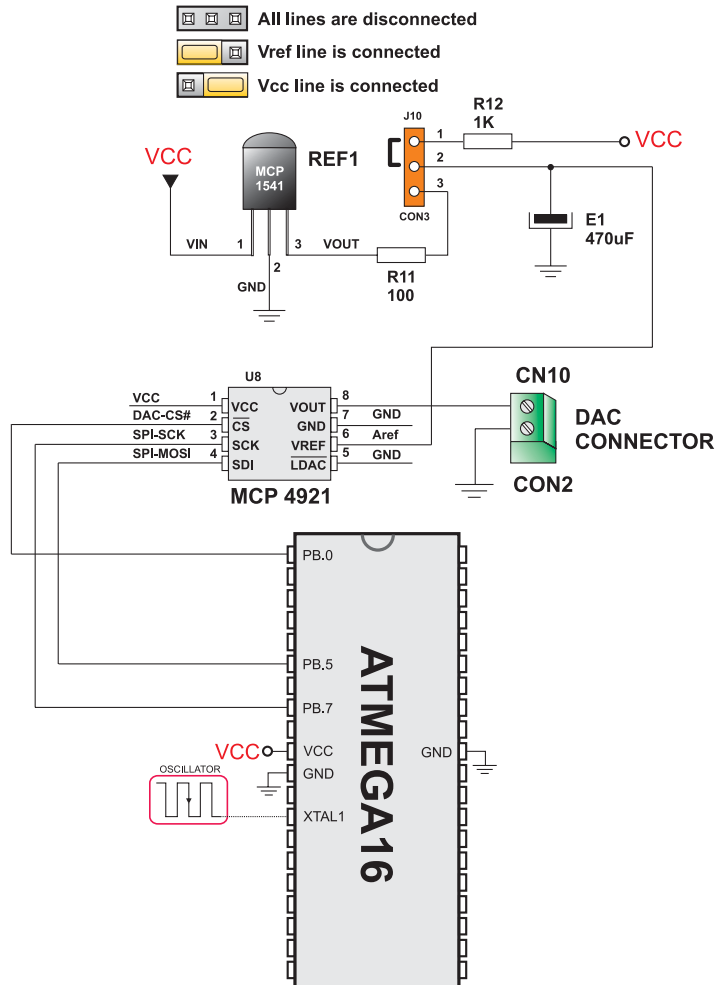 All lines are disconnected
Vref line is connected
Vcc line is connected
J10
R12
1K
VCC
VCC
MCP
1541
REF1
1
2
3
CON3
E1
470uF
VIN
1
2
3
VOUT
GND
R11
100
U8
VCC 1 VCC VOUT 8
DAC-CS# 2 CS GND 7 GND
SPI-SCK 3 SCK VREF 6 Aref
SPI-MOSI 4 SDI LDAC 5 GND
MCP 4921
CN10
DAC
CONNECTOR
CON2
PB.0
PB.5
PB.7
VCC
VCC
GND
GND
OSCILLATOR
XTAL1
ATMEGA16